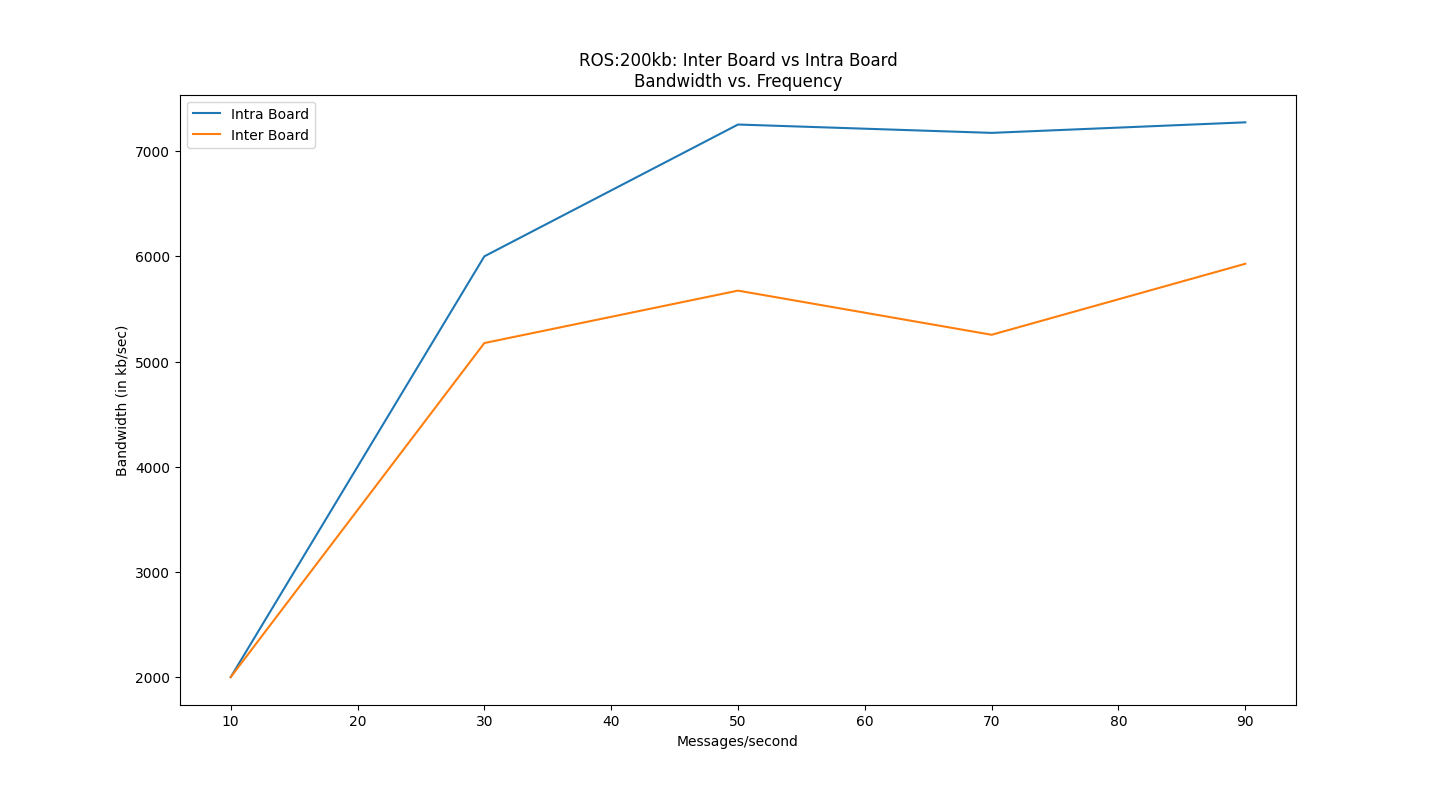 ROS:200kb: Inter Board vs Intra Board
Bandwidth vs. Frequency
Intra Board
Inter Board
7000
6000
5000
4000
3000
2000
Bandwidth (in kb/sec)
10 20 30 40 50 60 70 80 90
Messages/second